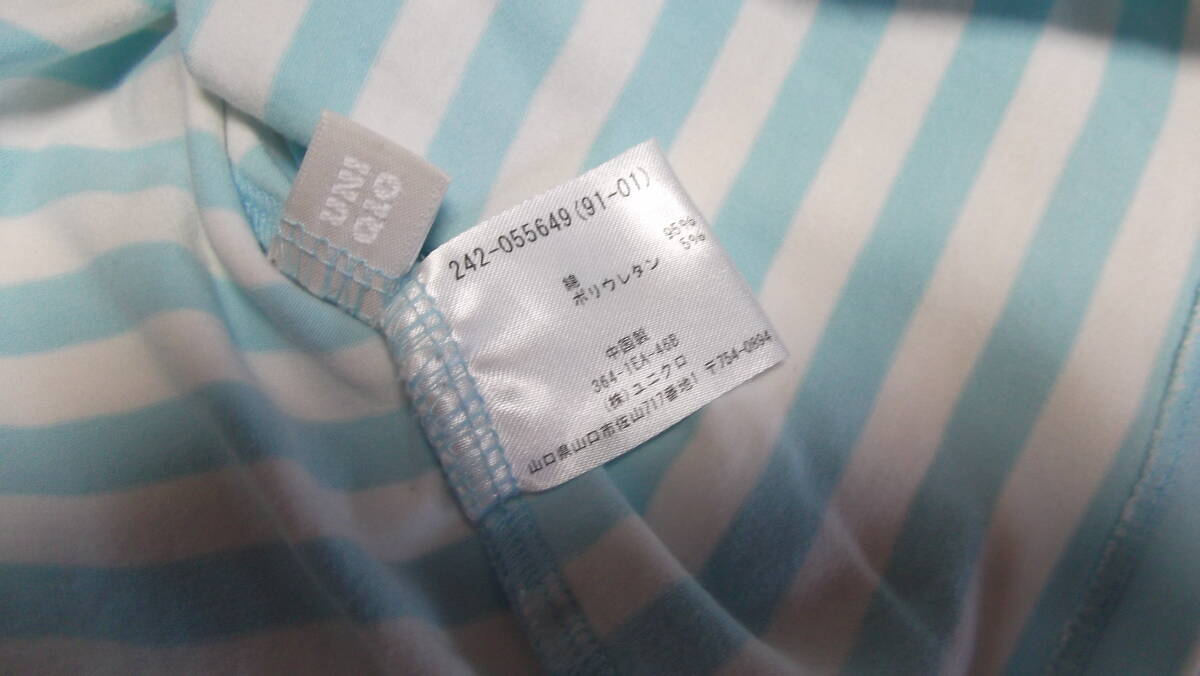 UNI
QLO
242-055649(91-01)
綿 95%
ポリウレタン 5%
中国製
364-1EA-46B
(株)ユニクロ
山口県山口市佐山717番地1 〒754-0894